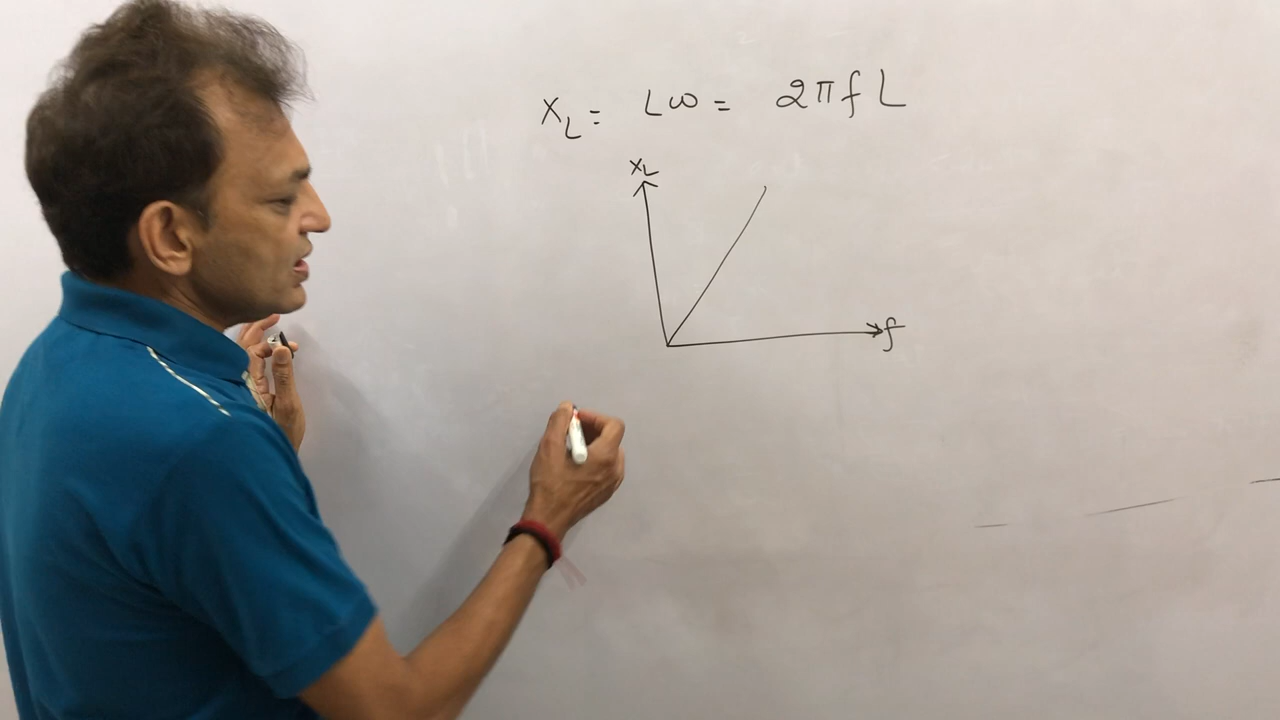 X_L = Lω = 2πfL
X_L
f